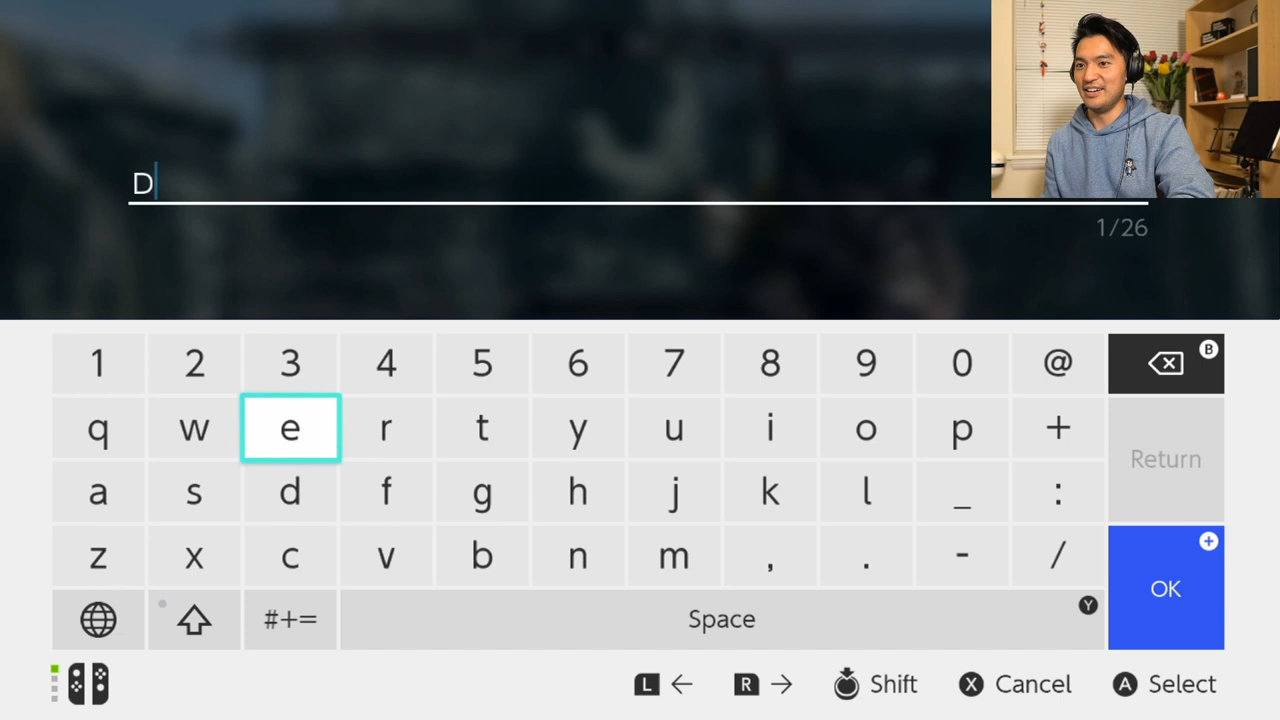 D
1/26
1 2 3 4 5 6 7 8 9 0 @ B
q w e r t y u i o p + Return
a s d f g h j k l _ :
z x c v b n m , . - / + OK
#+= Space Y
L ← R → Shift X Cancel A Select